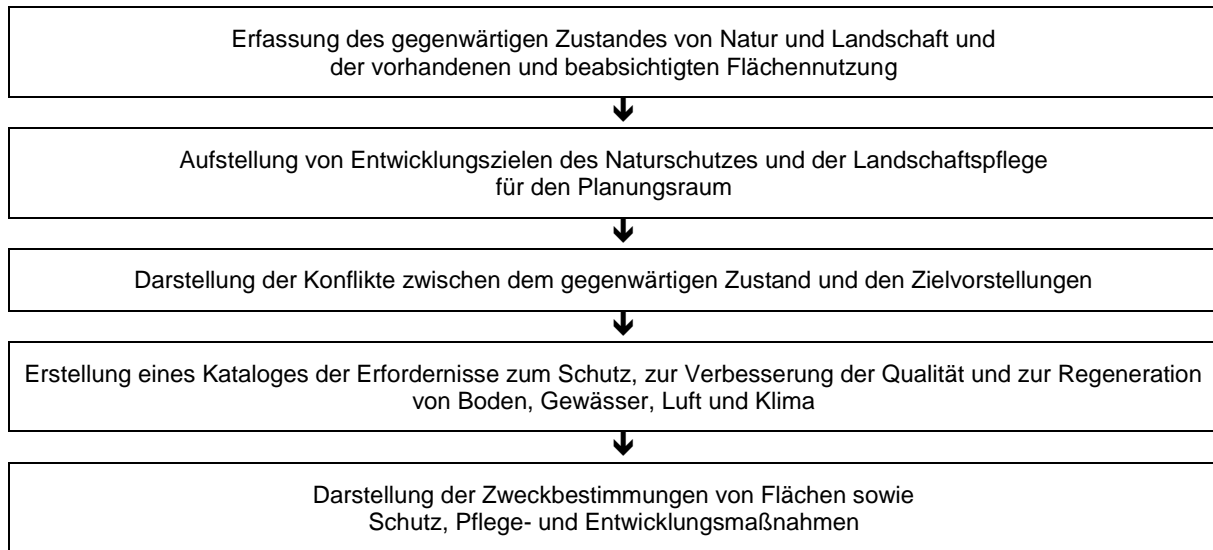 Erfassung des gegenwärtigen Zustandes von Natur und Landschaft und
der vorhandenen und beabsichtigten Flächennutzung
Aufstellung von Entwicklungszielen des Naturschutzes und der Landschaftspflege
für den Planungsraum
Darstellung der Konflikte zwischen dem gegenwärtigen Zustand und den Zielvorstellungen
Erstellung eines Kataloges der Erfordernisse zum Schutz, zur Verbesserung der Qualität und zur Regeneration
von Boden, Gewässer, Luft und Klima
Darstellung der Zweckbestimmungen von Flächen sowie
Schutz, Pflege- und Entwicklungsmaßnahmen